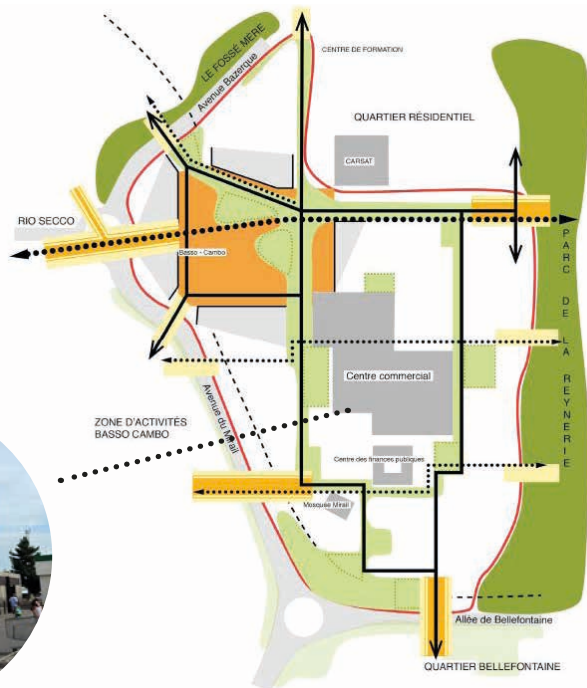 LE FOSSÉ MÈRE
Avenue Bazerque
CENTRE DE FORMATION
QUARTIER RÉSIDENTIEL
CARSAT
RIO SECCO
Basso - Cambo
PARC DE LA REYNERIE
Centre commercial
ZONE D'ACTIVITÉS
BASSO CAMBO
Avenue du Mirail
Centre des finances publiques
Mosquée Mirail
Allée de Bellefontaine
QUARTIER BELLEFONTAINE